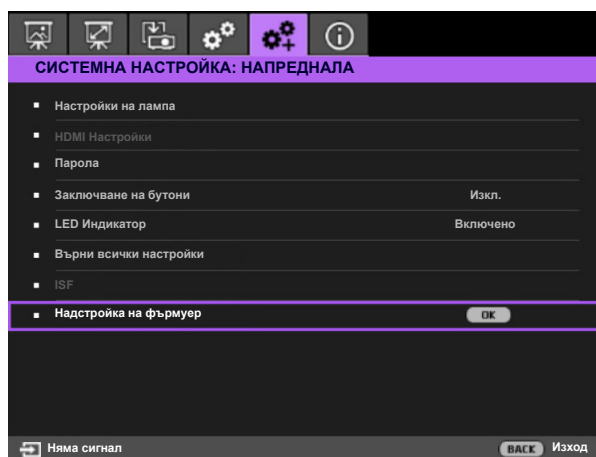 СИСТЕМНА НАСТРОЙКА: НАПРЕДНАЛА
Настройки на лампа
HDMI Настройки
Парола
Заключване на бутони Изкл.
LED Индикатор Включено
Върни всички настройки
ISF
Надстройка на фърмуер OK
Няма сигнал BACK Изход